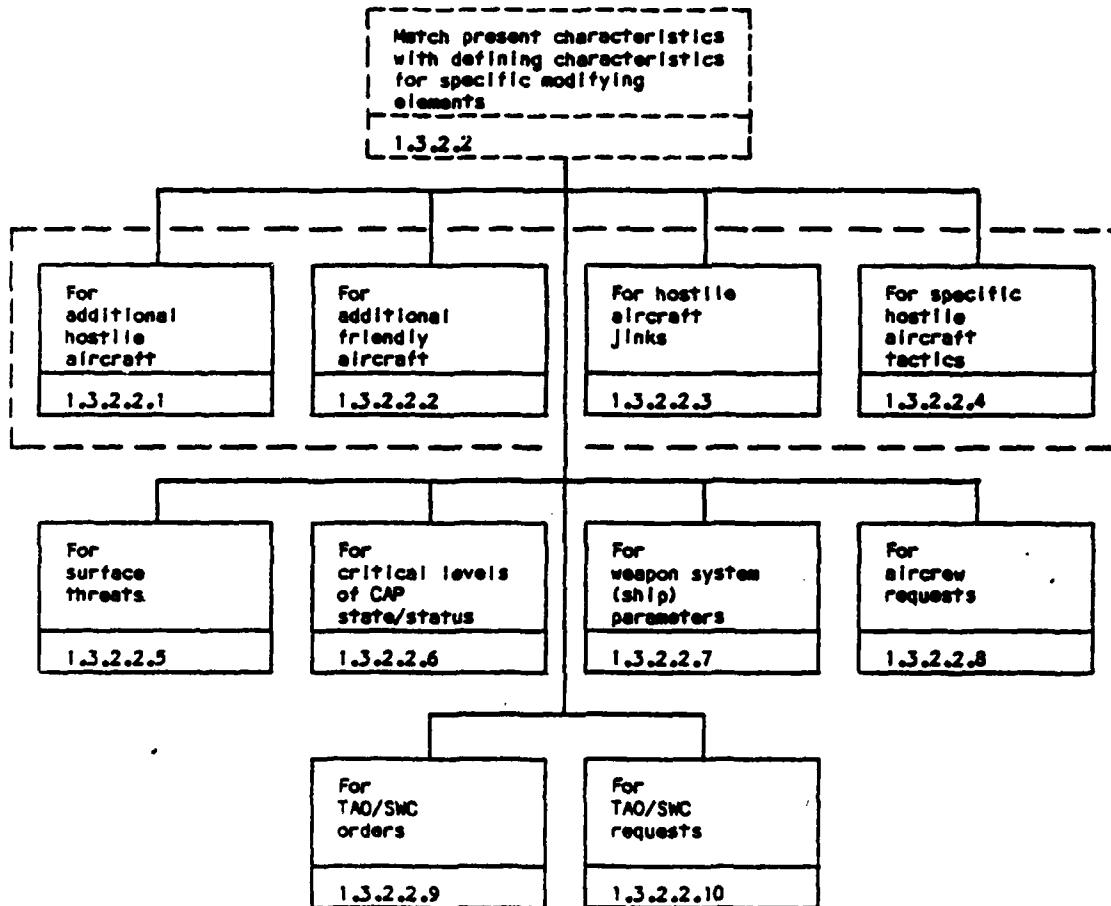 Match present characteristics
with defining characteristics
for specific modifying
elements
1.3.2.2
For
additional
hostile
aircraft
1.3.2.2.1
For
additional
friendly
aircraft
1.3.2.2.2
For hostile
aircraft
jinks
1.3.2.2.3
For specific
hostile
aircraft
tactics
1.3.2.2.4
For
surface
threats
1.3.2.2.5
For
critical levels
of CAP
state/status
1.3.2.2.6
For
weapon system
(ship)
parameters
1.3.2.2.7
For
aircrew
requests
1.3.2.2.8
For
TAO/SWC
orders
1.3.2.2.9
For
TAO/SWC
requests
1.3.2.2.10